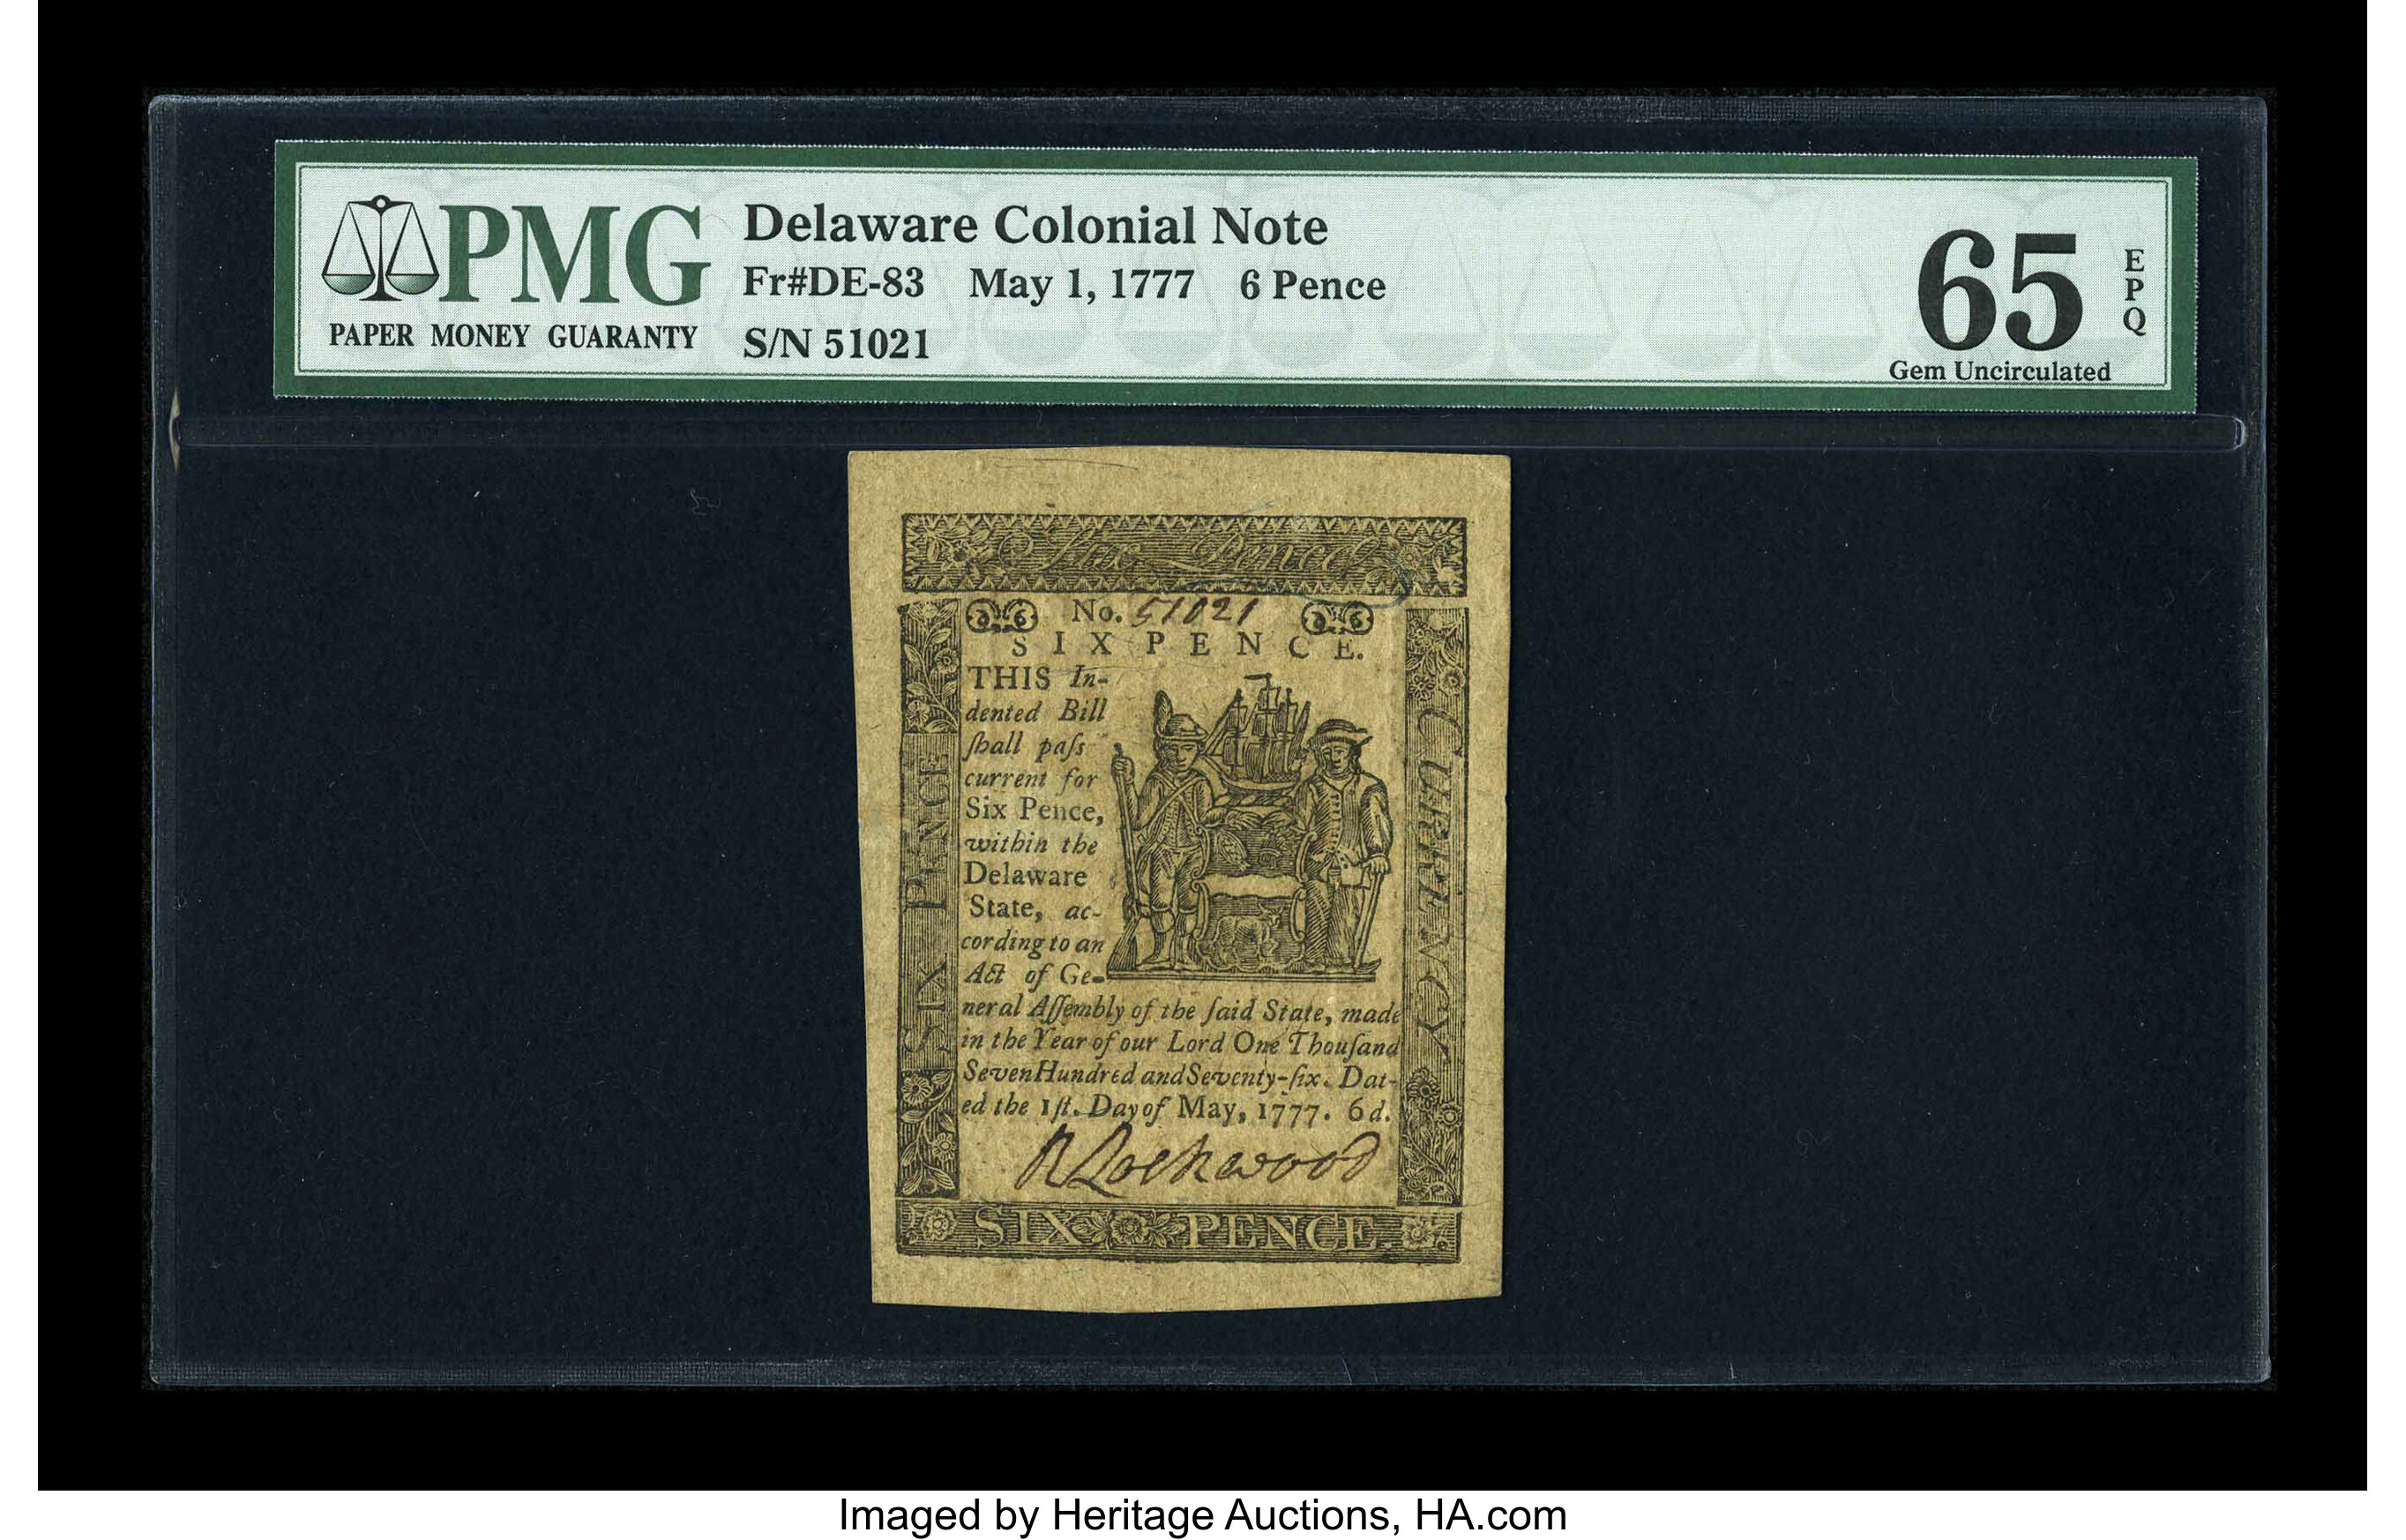 PMG
PAPER MONEY GUARANTY
Delaware Colonial Note
Fr#DE-83 May 1, 1777 6 Pence
S/N 51021
65
EPQ
Gem Uncirculated
Six Pence
No. 51021
SIX PENCE.
THIS In-
dented Bill
ſhall paſs
current for
Six Pence,
within the
Delaware
State, ac-
cording to an
Act of Ge-
neral Aſſembly of the ſaid State, made
in the Year of our Lord One Thouſand
Seven Hundred and Seventy-ſix. Dat-
ed the 1ſt. Day of May, 1777. 6d.
R Lockwood
SIX PENCE
CURRENCY
SIX PENCE.
Imaged by Heritage Auctions, HA.com